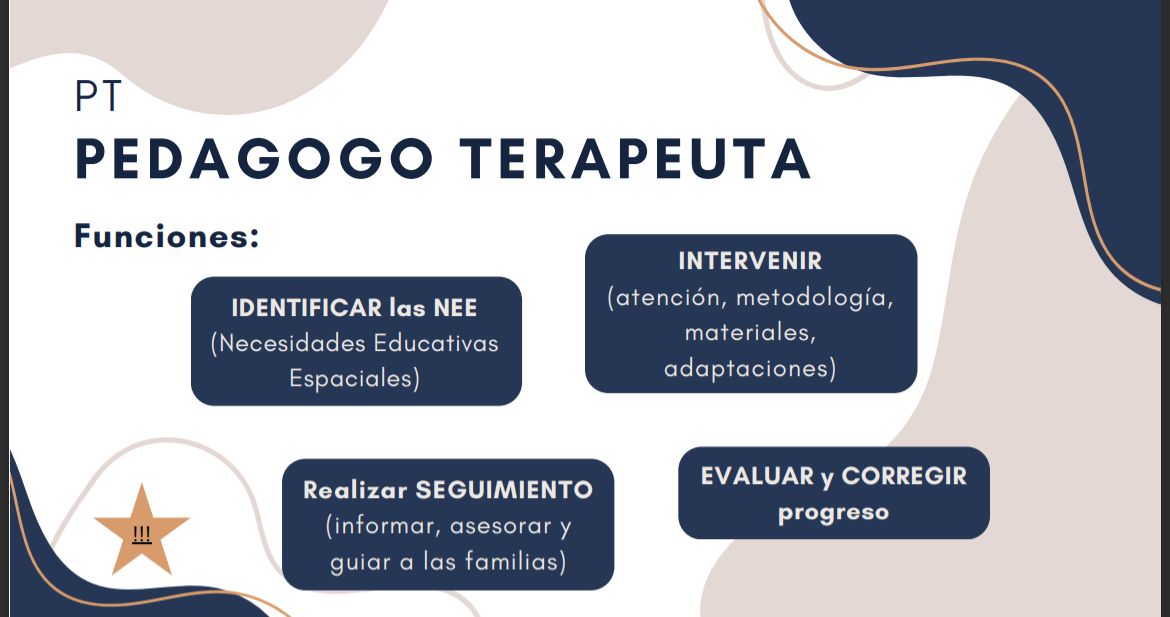 PT
PEDAGOGO TERAPEUTA
Funciones:
IDENTIFICAR las NEE
(Necesidades Educativas
Espaciales)
INTERVENIR
(atención, metodología,
materiales,
adaptaciones)
!!!
Realizar SEGUIMIENTO
(informar, asesorar y
guiar a las familias)
EVALUAR y CORREGIR
progreso